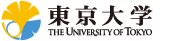 東京大学
THE UNIVERSITY OF TOKYO